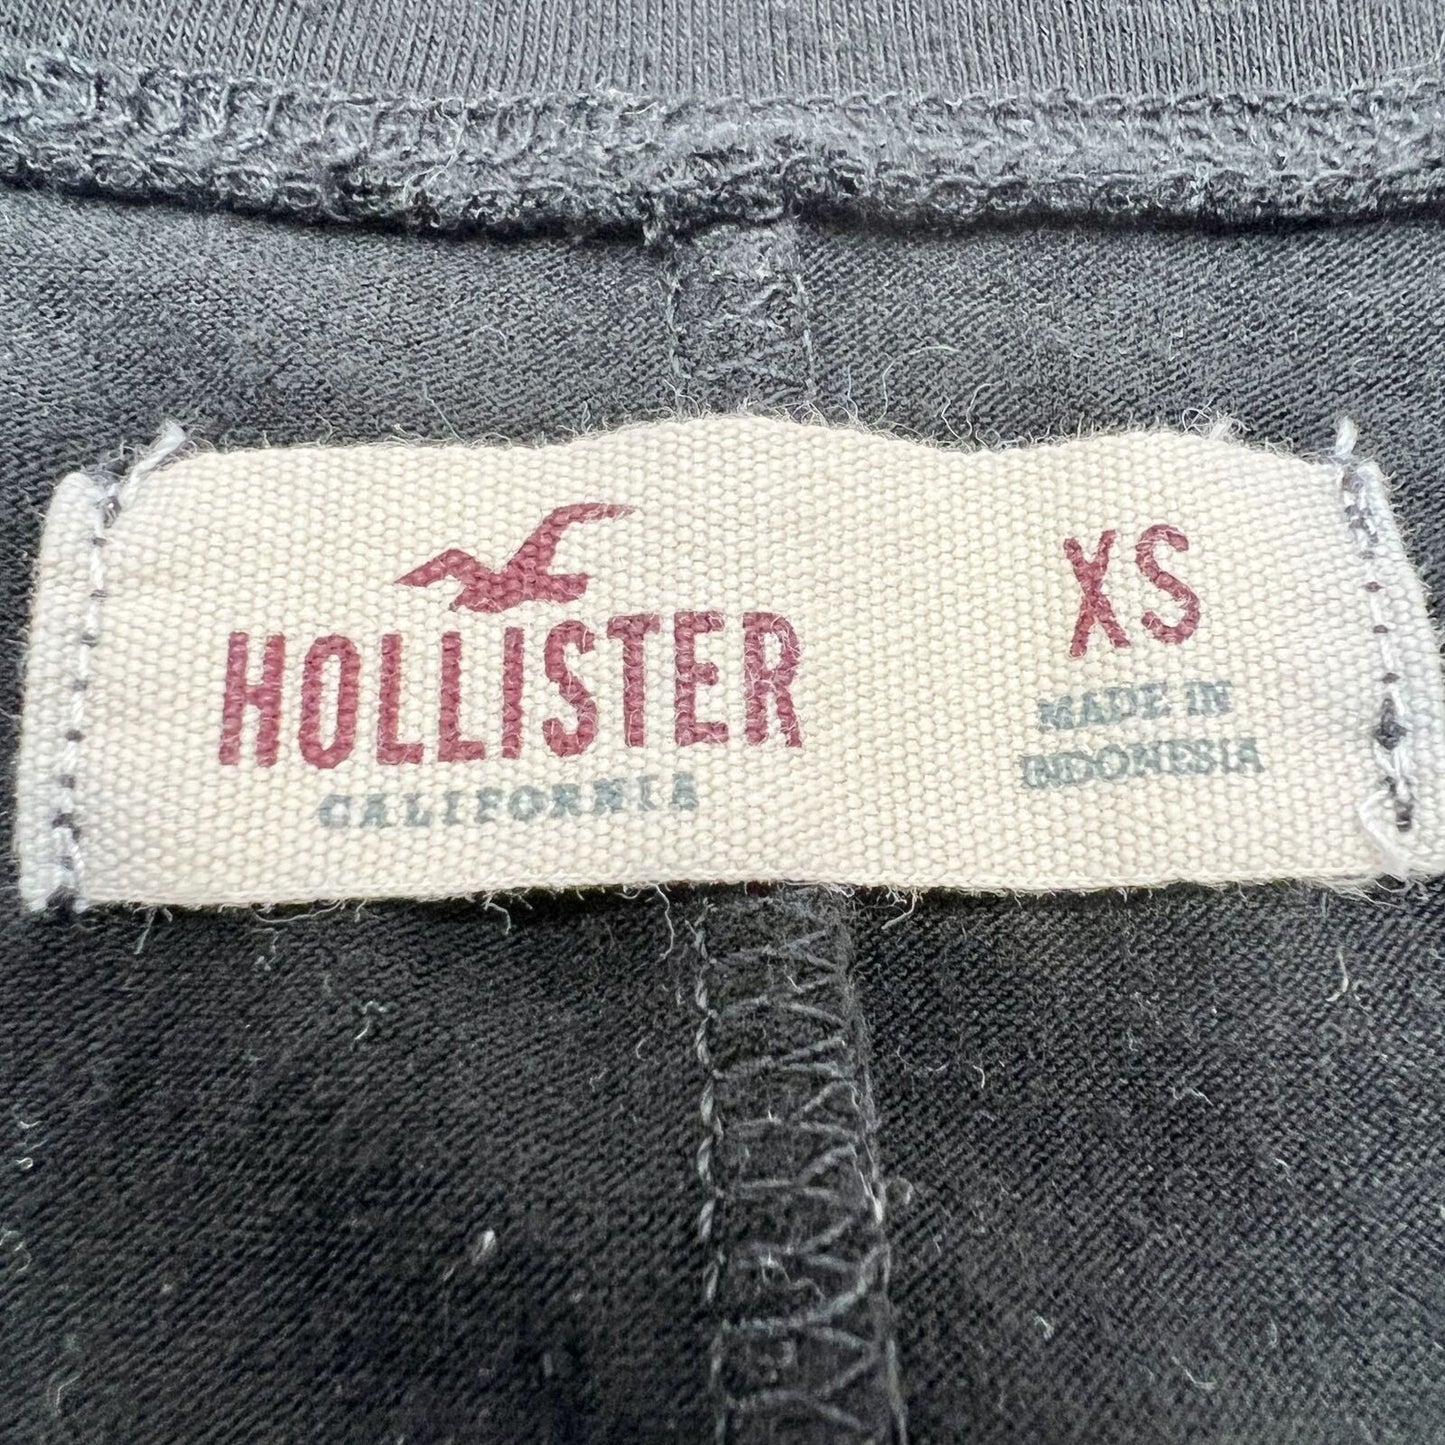 HOLLISTER
CALIFORNIA
XS
MADE IN
INDONESIA